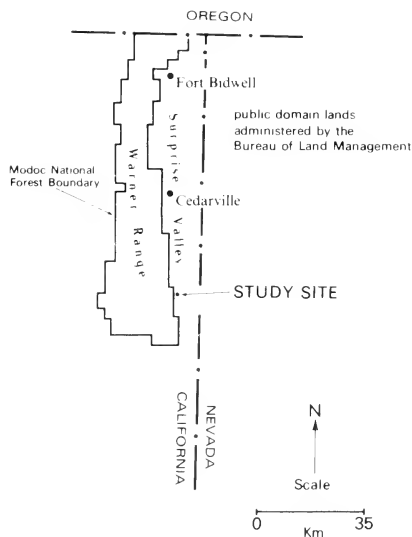 OREGON
Fort Bidwell
public domain lands
administered by the
Bureau of Land Management
Surprise Valley
Warner Range
Modoc National
Forest Boundary
Cedarville
STUDY SITE
CALIFORNIA
NEVADA
N
Scale
0 35
Km